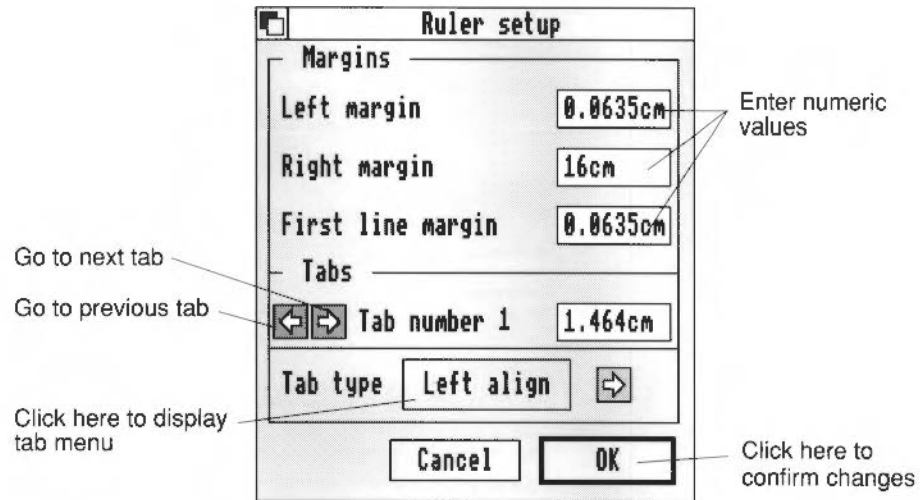 Ruler setup
Margins
Left margin 0.0635cm
Enter numeric
values
Right margin 16cm
First line margin 0.0635cm
Go to next tab
Tabs
Go to previous tab
Tab number 1 1.464cm
Tab type Left align
Click here to display
tab menu
Cancel OK
Click here to
confirm changes